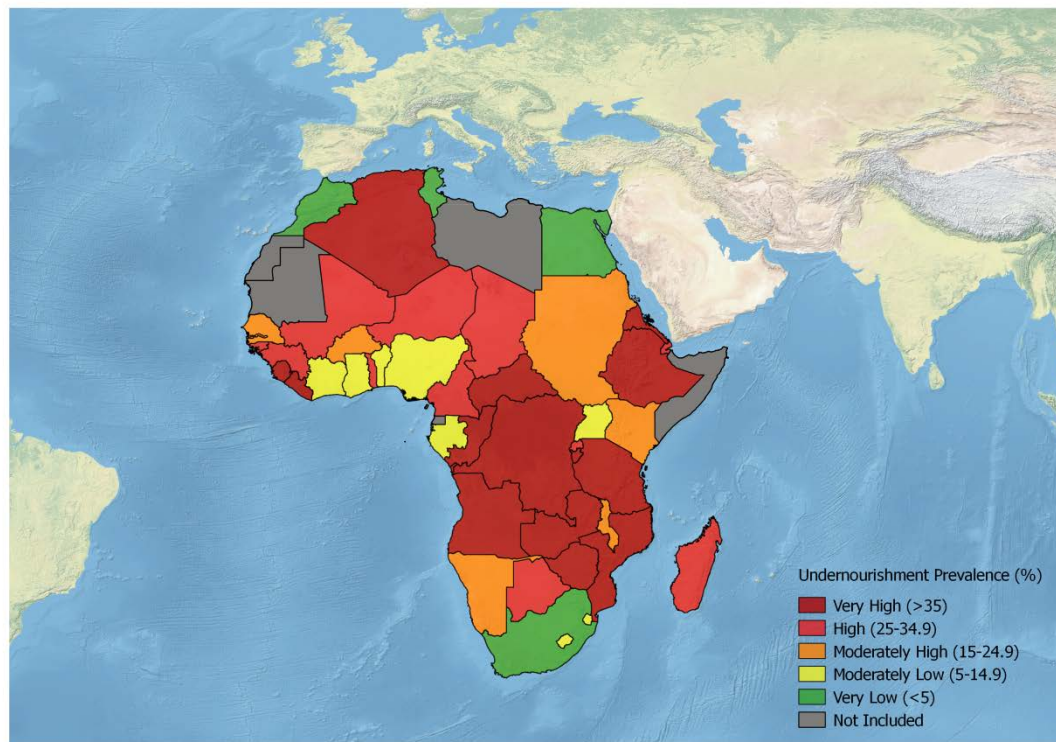 Undernourishment Prevalence (%)
Very High (>35)
High (25-34.9)
Moderately High (15-24.9)
Moderately Low (5-14.9)
Very Low (<5)
Not Included